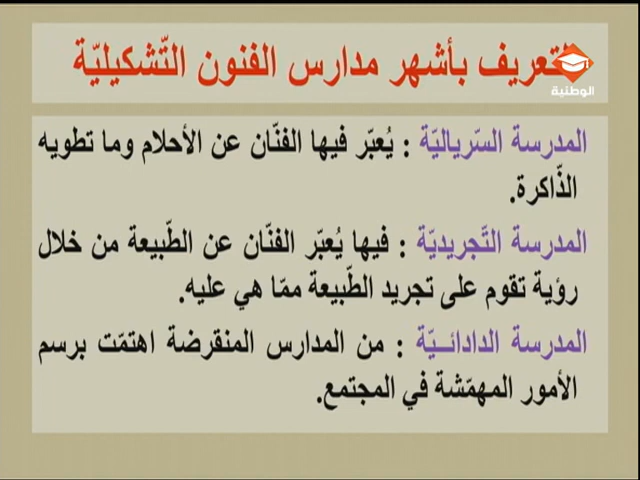 التعريف بأشهر مدارس الفنون التّشكيليّة
الوطنية
المدرسة السّرياليّة : يُعبّر فيها الفنّان عن الأحلام وما تطويه
الذّاكرة.
المدرسة التّجريديّة : فيها يُعبّر الفنّان عن الطّبيعة من خلال
رؤية تقوم على تجريد الطّبيعة ممّا هي عليه.
المدرسة الدادائــيّة : من المدارس المنقرضة اهتمّت برسم
الأمور المهمّشة في المجتمع.